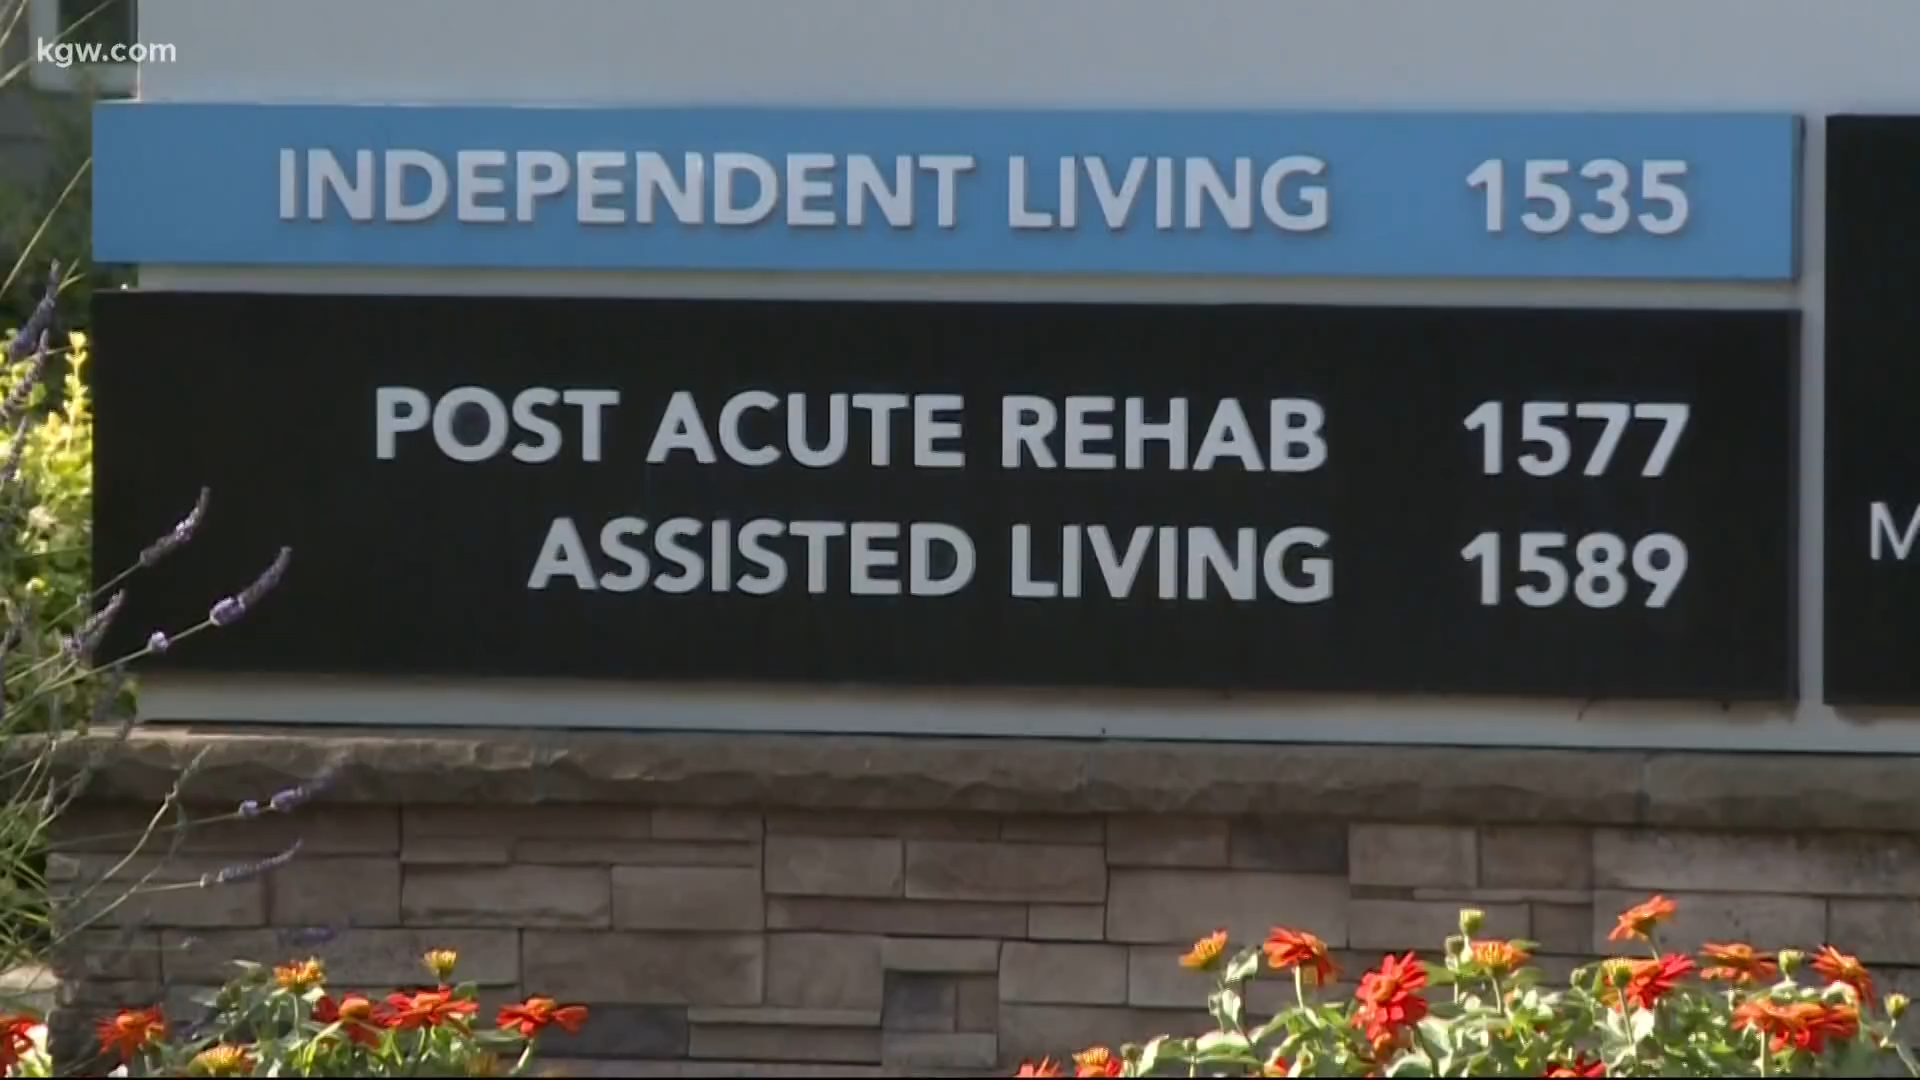 kgw.com
INDEPENDENT LIVING 1535
POST ACUTE REHAB 1577
ASSISTED LIVING 1589
M